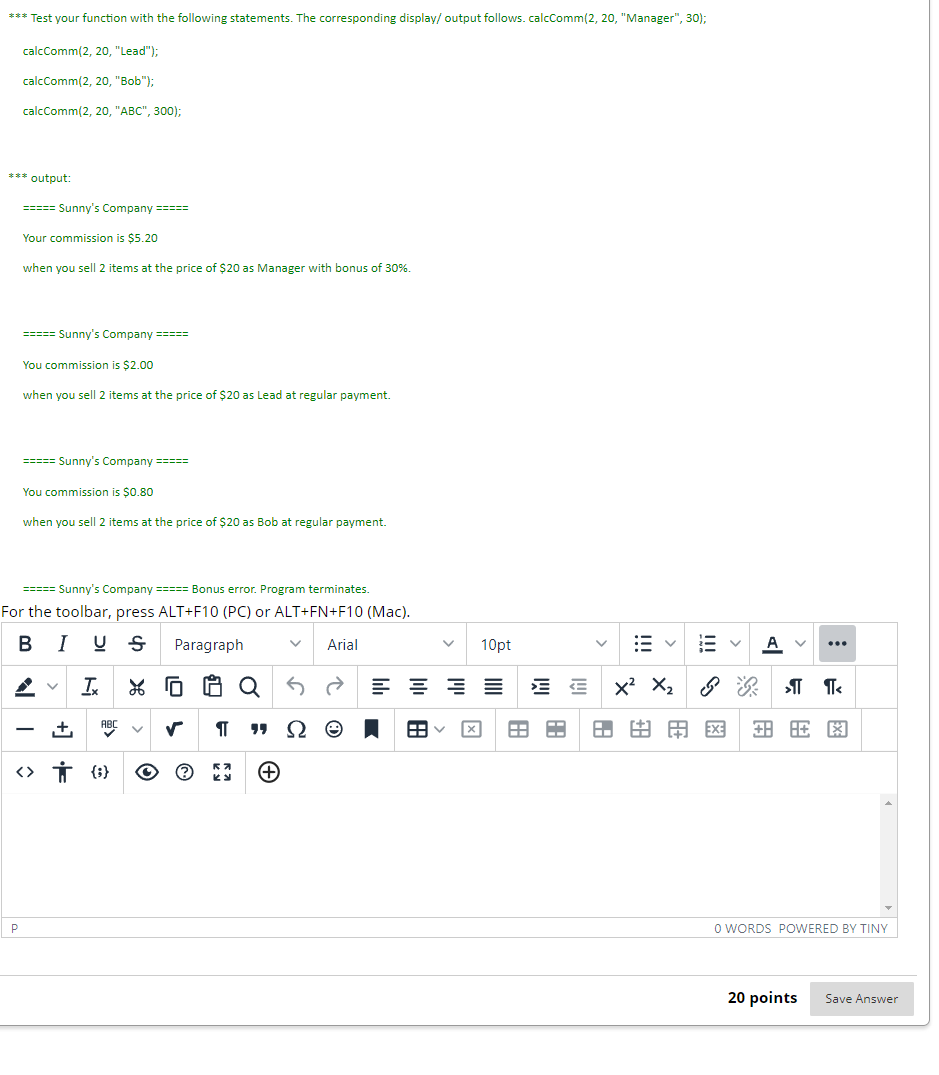 *** Test your function with the following statements. The corresponding display/ output follows. calcComm(2, 20, "Manager", 30);
calcComm(2, 20, "Lead");
calcComm(2, 20, "Bob");
calcComm(2, 20, "ABC", 300);
*** output:
===== Sunny's Company =====
Your commission is $5.20
when you sell 2 items at the price of $20 as Manager with bonus of 30%.
===== Sunny's Company =====
You commission is $2.00
when you sell 2 items at the price of $20 as Lead at regular payment.
===== Sunny's Company =====
You commission is $0.80
when you sell 2 items at the price of $20 as Bob at regular payment.
===== Sunny's Company ===== Bonus error. Program terminates.
For the toolbar, press ALT+F10 (PC) or ALT+FN+F10 (Mac).
B I U S Paragraph Arial 10pt A
Ix X² X₂ ¶ ¶
ABC ¶ Ω
P 0 WORDS POWERED BY TINY
20 points Save Answer